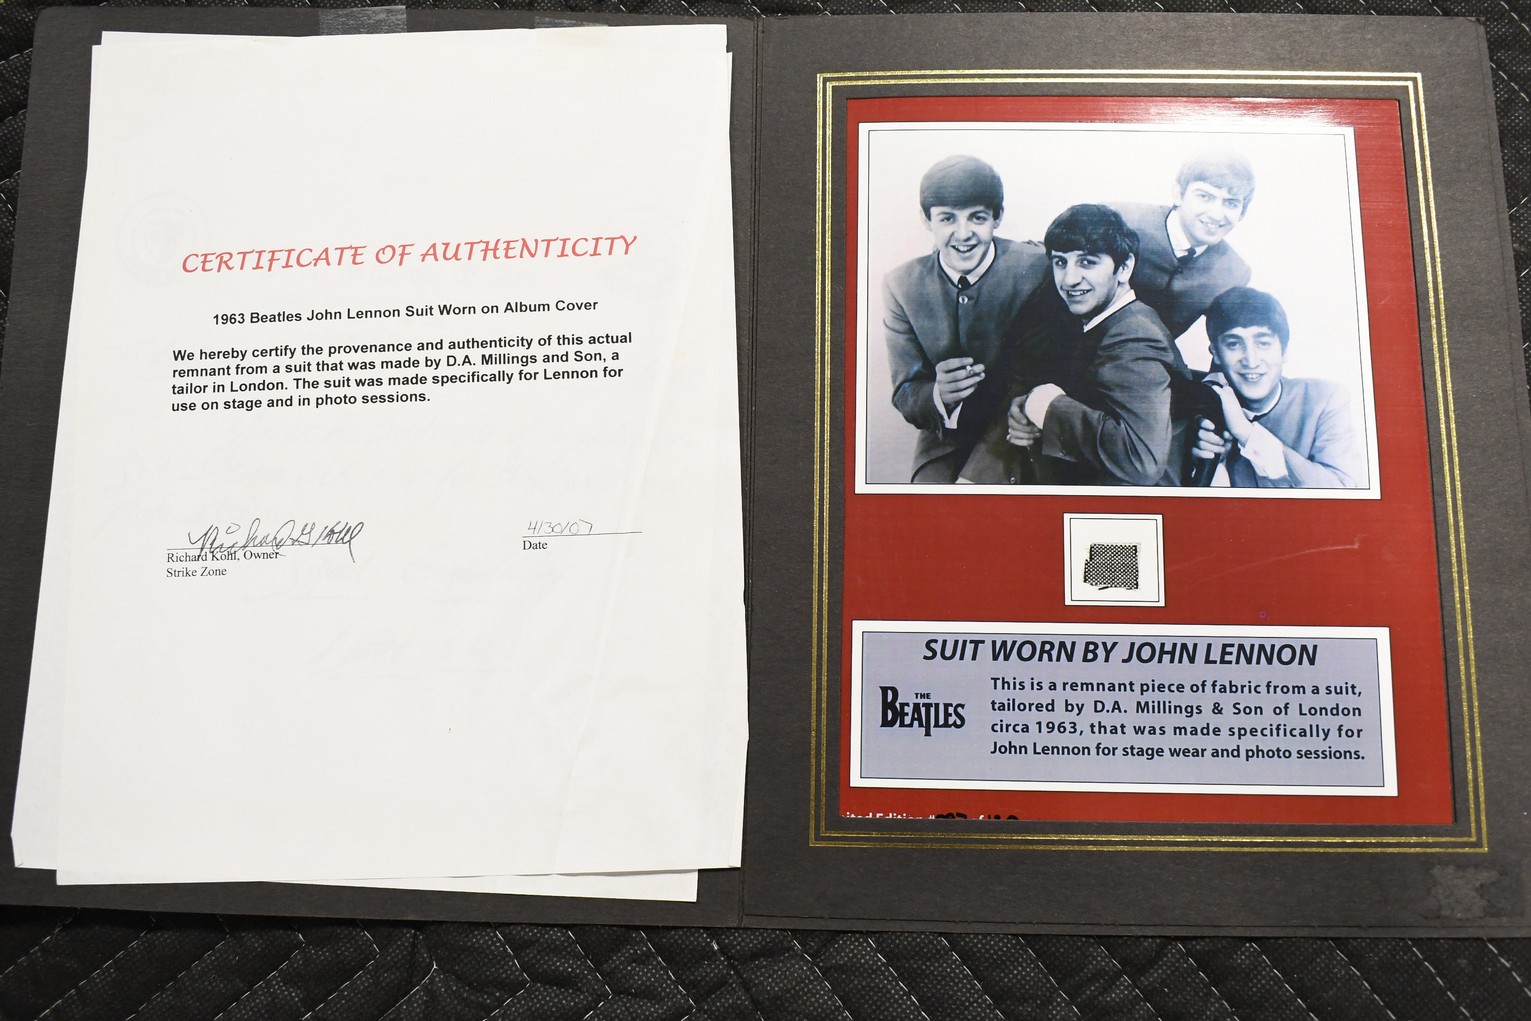 CERTIFICATE OF AUTHENTICITY
1963 Beatles John Lennon Suit Worn on Album Cover
We hereby certify the provenance and authenticity of this actual
remnant from a suit that was made by D.A. Millings and Son, a
tailor in London. The suit was made specifically for Lennon for
use on stage and in photo sessions.
4/30/07
Richard Kohl, Owner
Strike Zone
Date
SUIT WORN BY JOHN LENNON
THE
BEATLES
This is a remnant piece of fabric from a suit,
tailored by D.A. Millings & Son of London
circa 1963, that was made specifically for
John Lennon for stage wear and photo sessions.
Edition